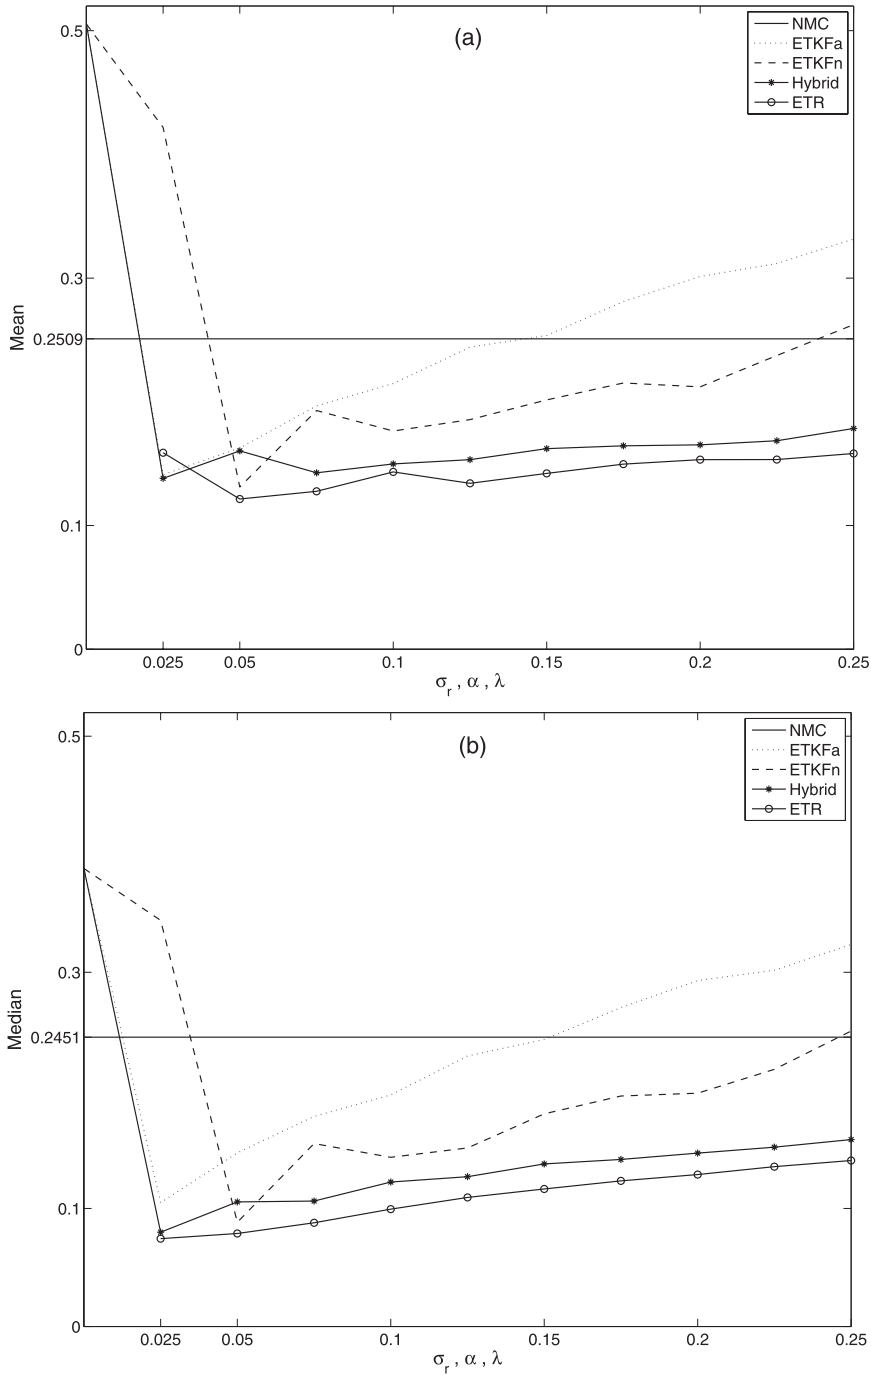 (a)
NMC
ETKFa
ETKFn
Hybrid
ETR
0.5
0.3
0.2509
0.1
0
Mean
0.025 0.05 0.1 0.15 0.2 0.25
σr , α , λ
(b)
NMC
ETKFa
ETKFn
Hybrid
ETR
0.5
0.3
0.2451
0.1
0
Median
0.025 0.05 0.1 0.15 0.2 0.25
σr , α , λ